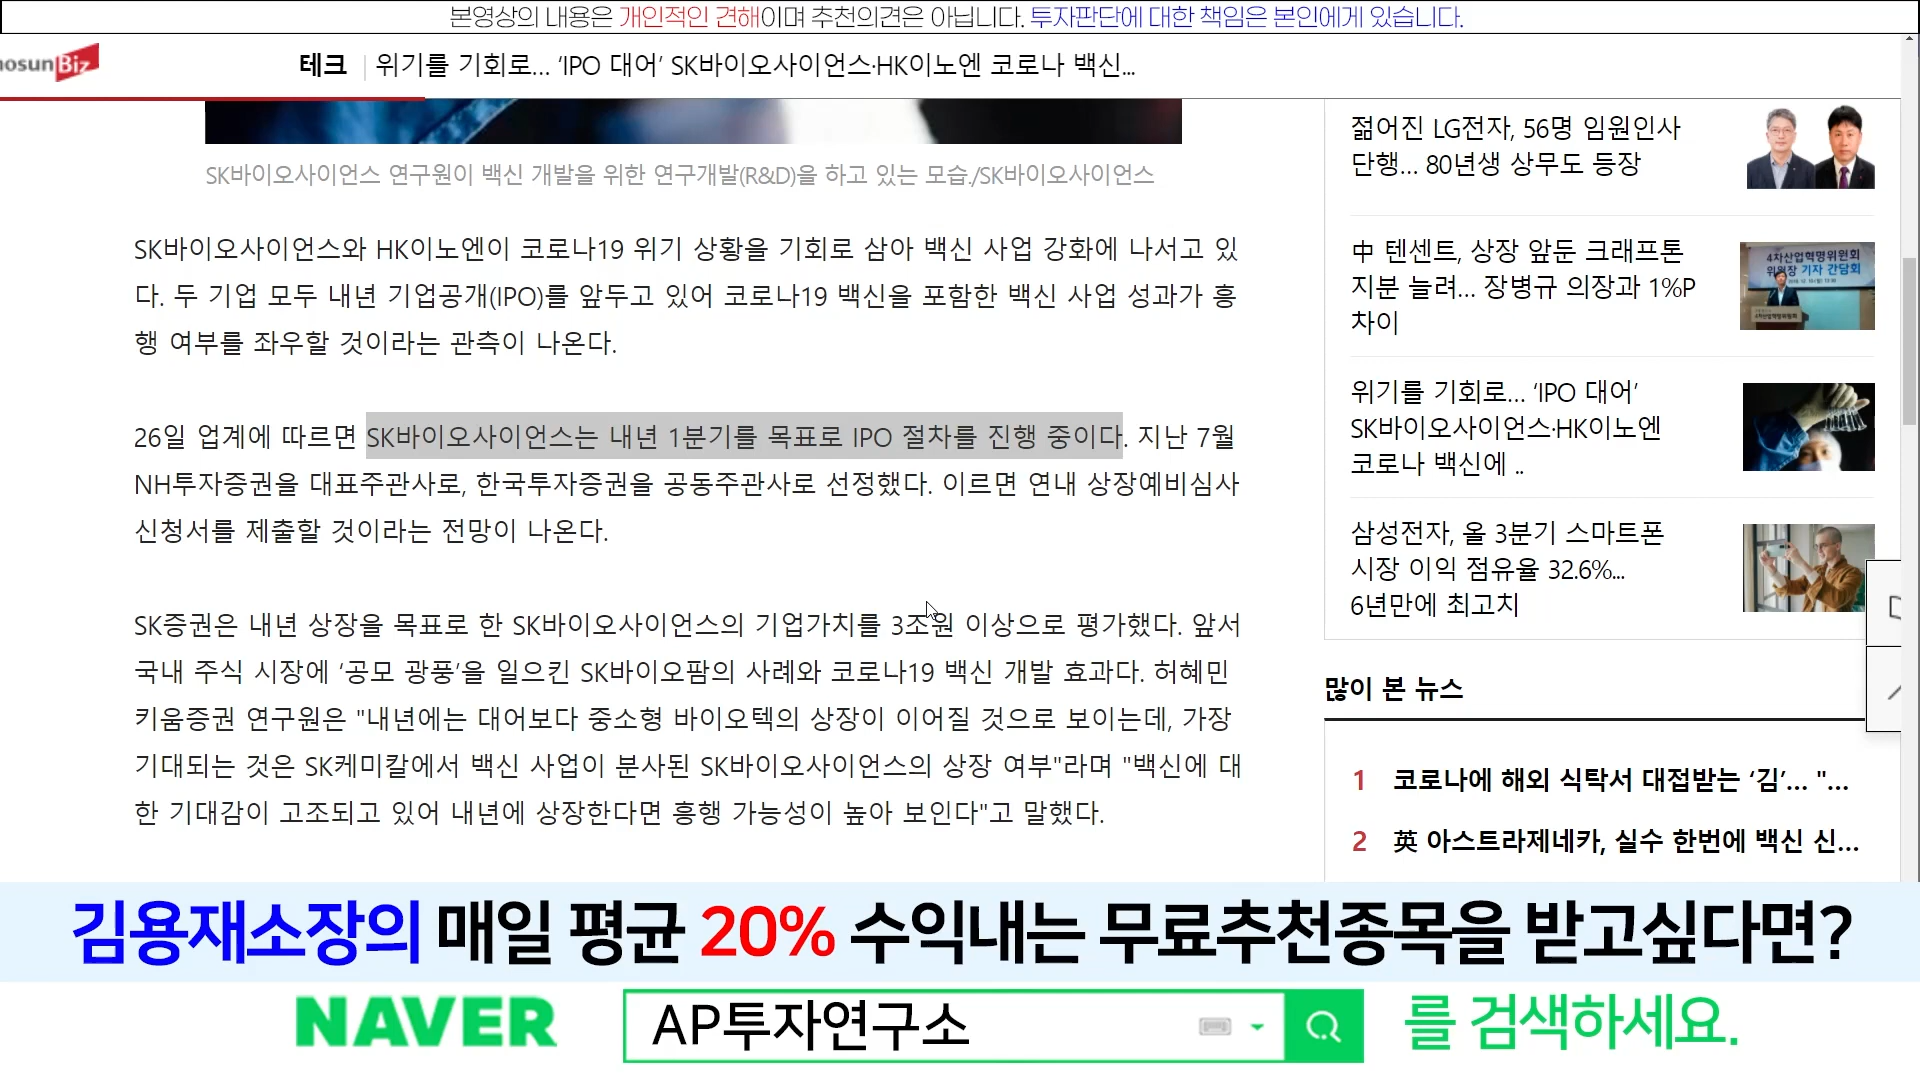 본영상의 내용은 개인적인 견해이며 추천의견은 아닙니다. 투자판단에 대한 책임은 본인에게 있습니다.
hosunBiz
테크 위기를 기회로... ‘IPO 대어’ SK바이오사이언스·HK이노엔 코로나 백신...
SK바이오사이언스 연구원이 백신 개발을 위한 연구개발(R&D)을 하고 있는 모습./SK바이오사이언스
SK바이오사이언스와 HK이노엔이 코로나19 위기 상황을 기회로 삼아 백신 사업 강화에 나서고 있
다. 두 기업 모두 내년 기업공개(IPO)를 앞두고 있어 코로나19 백신을 포함한 백신 사업 성과가 흥
행 여부를 좌우할 것이라는 관측이 나온다.
26일 업계에 따르면 SK바이오사이언스는 내년 1분기를 목표로 IPO 절차를 진행 중이다. 지난 7월
NH투자증권을 대표주관사로, 한국투자증권을 공동주관사로 선정했다. 이르면 연내 상장예비심사
신청서를 제출할 것이라는 전망이 나온다.
SK증권은 내년 상장을 목표로 한 SK바이오사이언스의 기업가치를 3조원 이상으로 평가했다. 앞서
국내 주식 시장에 ‘공모 광풍’을 일으킨 SK바이오팜의 사례와 코로나19 백신 개발 효과다. 허혜민
키움증권 연구원은 "내년에는 대어보다 중소형 바이오텍의 상장이 이어질 것으로 보이는데, 가장
기대되는 것은 SK케미칼에서 백신 사업이 분사된 SK바이오사이언스의 상장 여부"라며 "백신에 대
한 기대감이 고조되고 있어 내년에 상장한다면 흥행 가능성이 높아 보인다"고 말했다.
젊어진 LG전자, 56명 임원인사
단행... 80년생 상무도 등장
中 텐센트, 상장 앞둔 크래프톤
지분 늘려... 장병규 의장과 1%P
차이
4차산업혁명위원회
위원장 기자 간담회
위기를 기회로... ‘IPO 대어’
SK바이오사이언스·HK이노엔
코로나 백신에 ..
삼성전자, 올 3분기 스마트폰
시장 이익 점유율 32.6%...
6년만에 최고치
많이 본 뉴스
1 코로나에 해외 식탁서 대접받는 ‘김’... "...
2 英 아스트라제네카, 실수 한번에 백신 신...
김용재소장의 매일 평균 20% 수익내는 무료추천종목을 받고싶다면?
NAVER AP투자연구소 를 검색하세요.